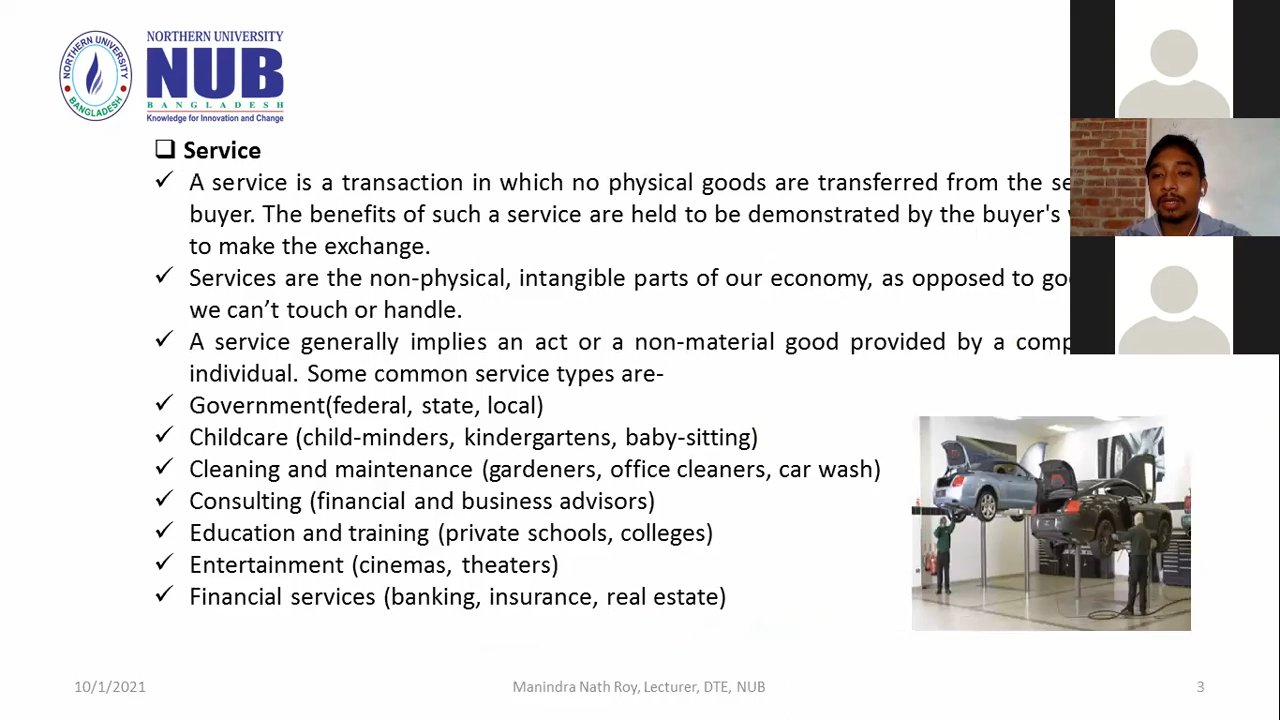 NORTHERN UNIVERSITY BANGLADESH
NORTHERN UNIVERSITY
NUB
BANGLADESH
Knowledge for Innovation and Change
Service
A service is a transaction in which no physical goods are transferred from the
buyer. The benefits of such a service are held to be demonstrated by the buyer's
to make the exchange.
Services are the non-physical, intangible parts of our economy, as opposed to
we can’t touch or handle.
A service generally implies an act or a non-material good provided by a
individual. Some common service types are-
Government(federal, state, local)
Childcare (child-minders, kindergartens, baby-sitting)
Cleaning and maintenance (gardeners, office cleaners, car wash)
Consulting (financial and business advisors)
Education and training (private schools, colleges)
Entertainment (cinemas, theaters)
Financial services (banking, insurance, real estate)
10/1/2021 Manindra Nath Roy, Lecturer, DTE, NUB 3